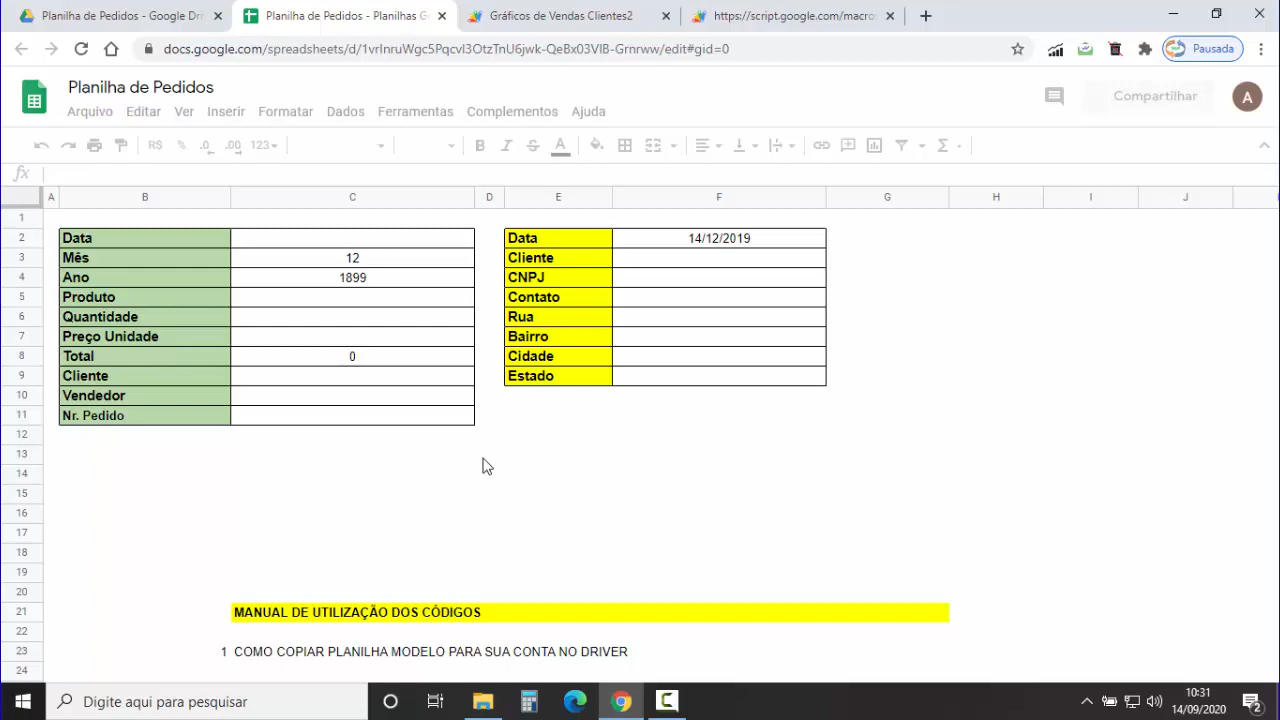 Planilha de Pedidos - Google Dri
Planilha de Pedidos - Planilhas G
Gráficos de Vendas Clientes2
https://script.google.com/macro
docs.google.com/spreadsheets/d/1vrInruWgc5Pqcvl3OtzTnU6jwk-QeBx03VlB-Grnrww/edit#gid=0
Pausada
Planilha de Pedidos
Compartilhar
A
Arquivo Editar Ver Inserir Formatar Dados Ferramentas Complementos Ajuda
R$ % .0 .00 123 B I S A Σ
fx
A B C D E F G H I J
1
2 Data Data 14/12/2019
3 Mês 12 Cliente
4 Ano 1899 CNPJ
5 Produto Contato
6 Quantidade Rua
7 Preço Unidade Bairro
8 Total 0 Cidade
9 Cliente Estado
10 Vendedor
11 Nr. Pedido
12
13
14
15
16
17
18
19
20
21 MANUAL DE UTILIZAÇÃO DOS CÓDIGOS
22
23 1 COMO COPIAR PLANILHA MODELO PARA SUA CONTA NO DRIVER
24
Digite aqui para pesquisar
10:31
14/09/2020
2